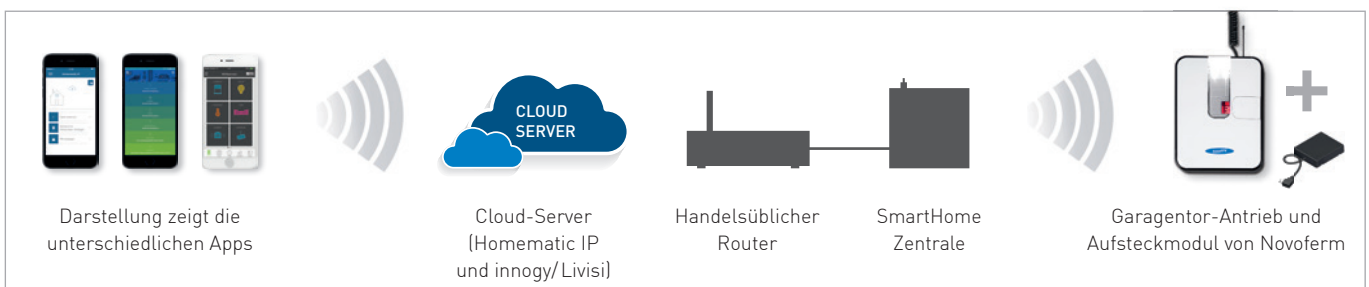 CLOUD
SERVER
Darstellung zeigt die
unterschiedlichen Apps
Cloud-Server
(Homematic IP
und innogy/Livisi)
Handelsüblicher
Router
SmartHome
Zentrale
Garagentor-Antrieb und
Aufsteckmodul von Novoferm